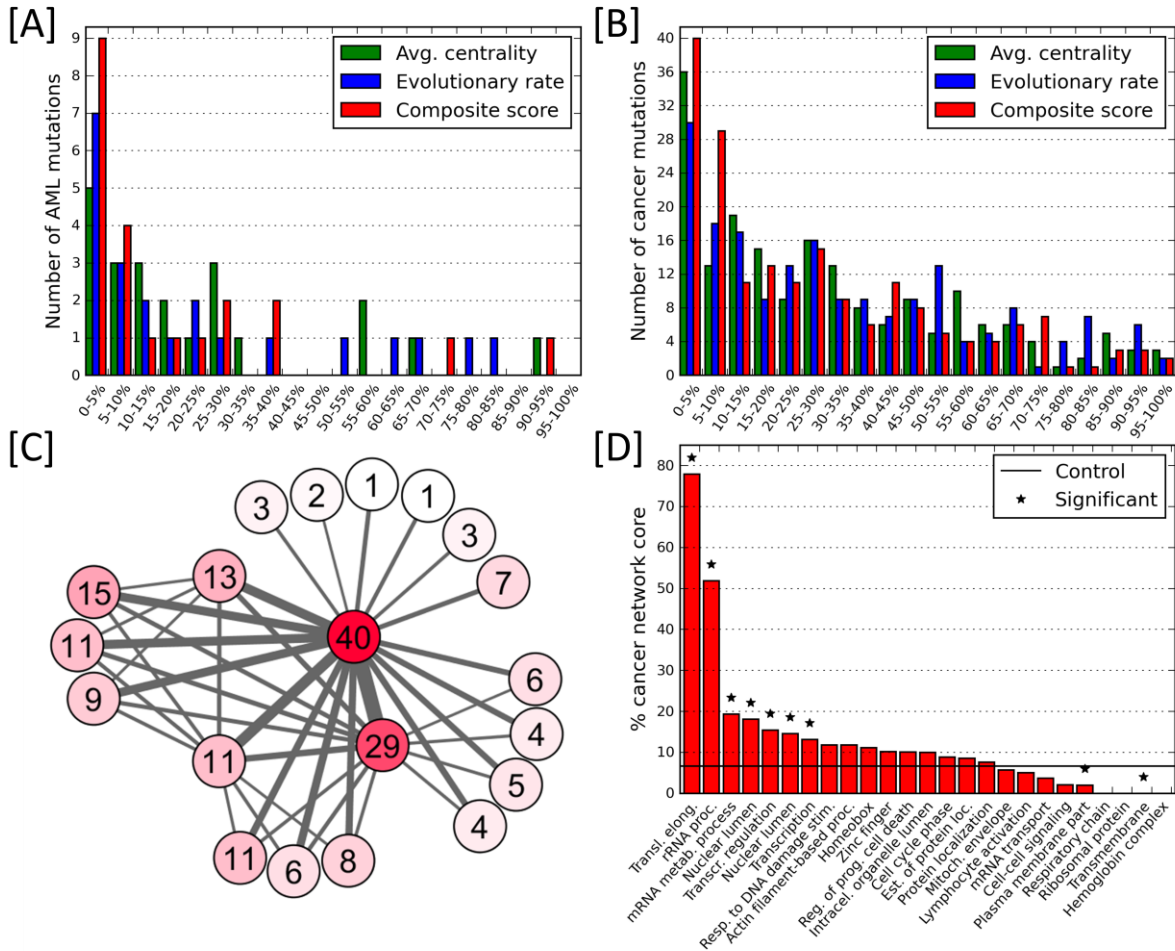 [A]
Number of AML mutations
9
8
7
6
5
4
3
2
1
0
Avg. centrality
Evolutionary rate
Composite score
0-5%
5-10%
10-15%
15-20%
20-25%
25-30%
30-35%
35-40%
40-45%
45-50%
50-55%
55-60%
60-65%
65-70%
70-75%
75-80%
80-85%
85-90%
90-95%
95-100%
[B]
Number of cancer mutations
40
36
32
28
24
20
16
12
8
4
0
Avg. centrality
Evolutionary rate
Composite score
0-5%
5-10%
10-15%
15-20%
20-25%
25-30%
30-35%
35-40%
40-45%
45-50%
50-55%
55-60%
60-65%
65-70%
70-75%
75-80%
80-85%
85-90%
90-95%
95-100%
[C]
3
2
1
1
3
7
13
15
11
9
40
29
11
6
4
5
4
11
6
8
[D]
% cancer network core
80
70
60
50
40
30
20
10
0
Control
Significant
Transl. elong.
rRNA proc.
mRNA metab. process
Nuclear lumen
Transcr. regulation
Nuclear lumen
Transcription
Resp. to DNA damage stim.
Actin filament-based proc.
Homeobox
Zinc finger
Reg. of prog. cell death
Intracel. organelle lumen
Cell cycle phase
Est. of protein loc.
Protein localization
Mitoch. envelope
Lymphocyte activation
mRNA transport
Cell-cell signaling
Plasma membrane part
Respiratory chain
Ribosomal protein
Transmembrane
Hemoglobin complex